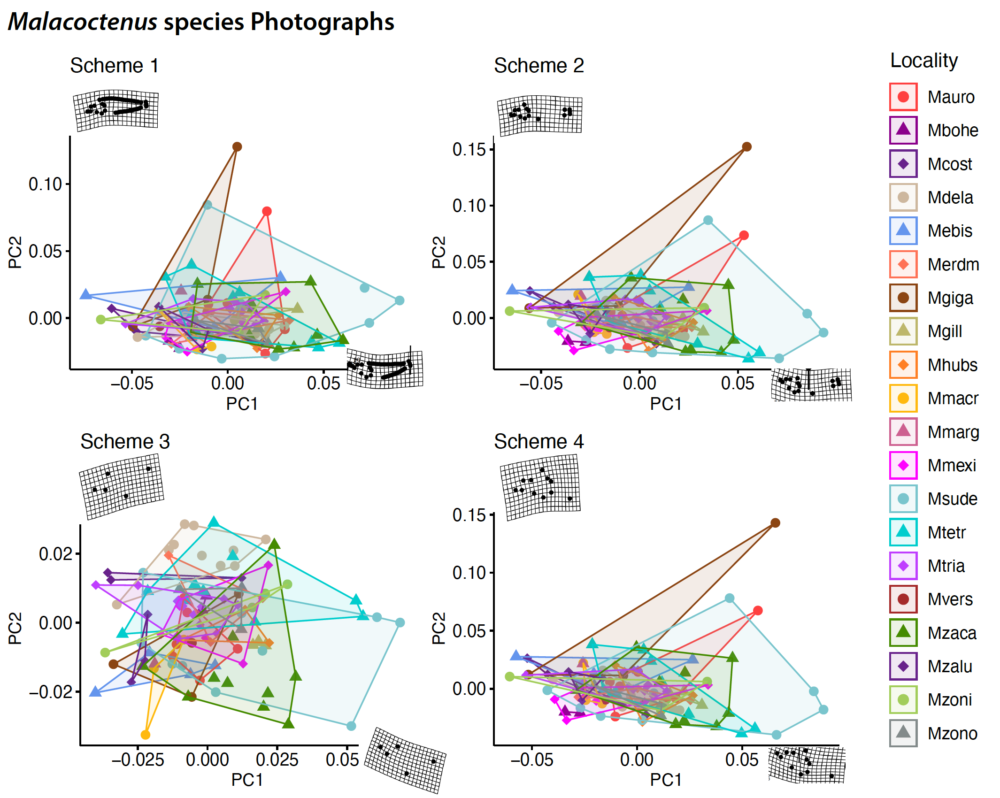 Malacoctenus species Photographs
Scheme 1
PC2
0.10
0.05
0.00
−0.05 0.00 0.05
PC1
Scheme 2
PC2
0.15
0.10
0.05
0.00
−0.05 0.00 0.05
PC1
Scheme 3
PC2
0.02
0.00
−0.02
−0.025 0.000 0.025 0.05
PC1
Scheme 4
PC2
0.15
0.10
0.05
0.00
−0.05 0.00 0.05
PC1
Locality
Mauro
Mbohe
Mcost
Mdela
Mebis
Merdm
Mgiga
Mgill
Mhubs
Mmacr
Mmarg
Mmexi
Msude
Mtetr
Mtria
Mvers
Mzaca
Mzalu
Mzoni
Mzono